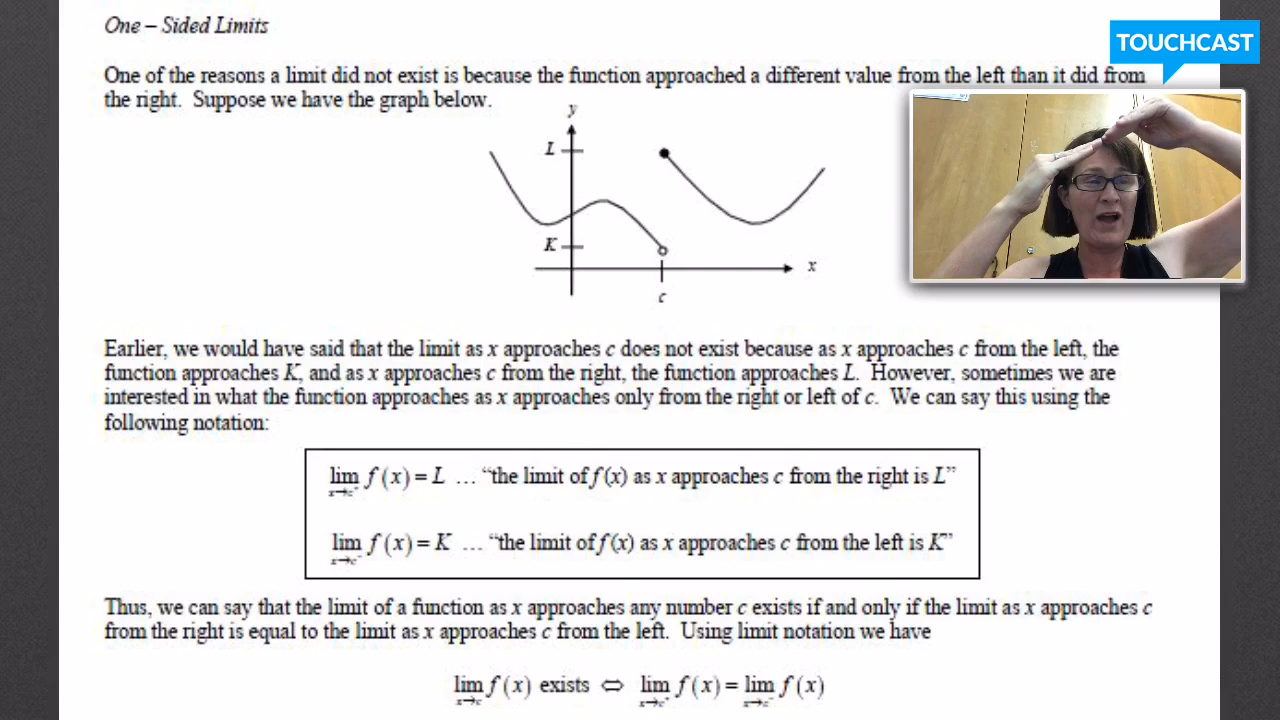 One – Sided Limits
TOUCHCAST
One of the reasons a limit did not exist is because the function approached a different value from the left than it did from
the right. Suppose we have the graph below.
y
L
K
x
c
Earlier, we would have said that the limit as x approaches c does not exist because as x approaches c from the left, the
function approaches K, and as x approaches c from the right, the function approaches L. However, sometimes we are
interested in what the function approaches as x approaches only from the right or left of c. We can say this using the
following notation:
lim f(x) = L … “the limit of f(x) as x approaches c from the right is L”
x→c
lim f(x) = K … “the limit of f(x) as x approaches c from the left is K”
x→c
Thus, we can say that the limit of a function as x approaches any number c exists if and only if the limit as x approaches c
from the right is equal to the limit as x approaches c from the left. Using limit notation we have
lim f(x) exists ⇔ lim f(x) = lim f(x)
x→c x→c x→c